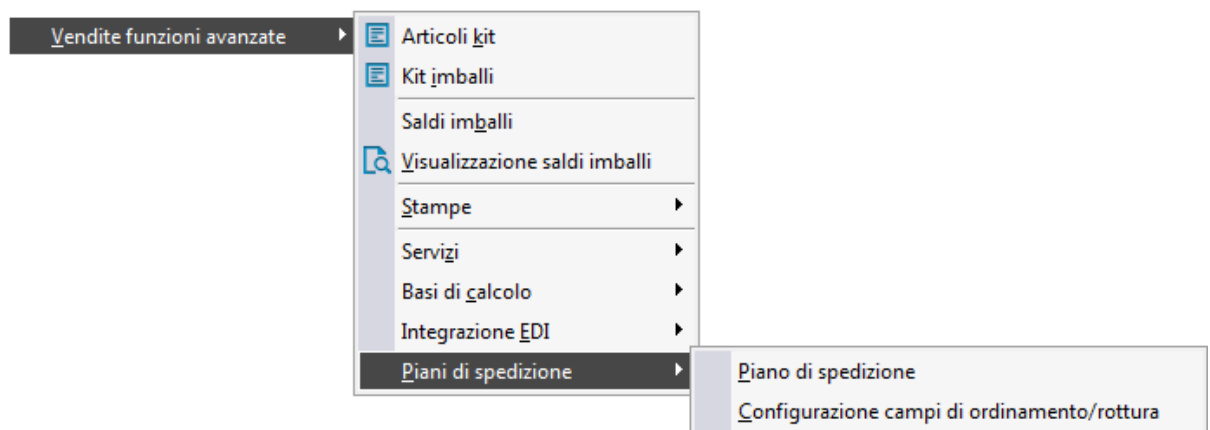 Vendite funzioni avanzate
Articoli kit
Kit imballi
Saldi imballi
Visualizzazione saldi imballi
Stampe
Servizi
Basi di calcolo
Integrazione EDI
Piani di spedizione
Piano di spedizione
Configurazione campi di ordinamento/rottura